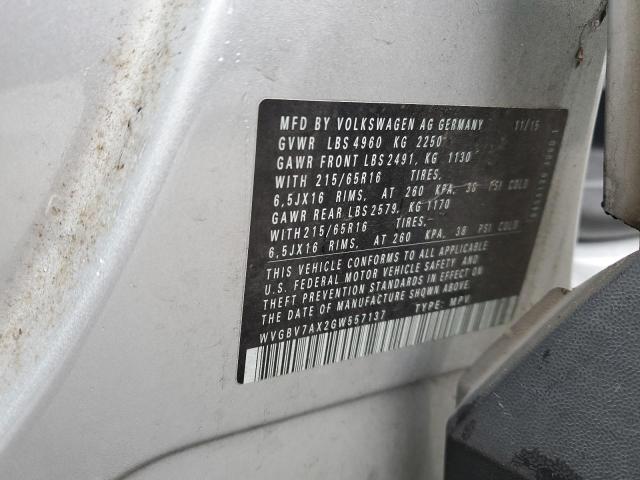 MFD BY VOLKSWAGEN AG GERMANY 11/15
GVWR LBS 4960 KG 2250
GAWR FRONT LBS 2491, KG 1130
WITH 215/65R16 TIRES,
6,5JX16 RIMS, AT 260 KPA, 38 PSI COLD
GAWR REAR LBS 2579, KG 1170
WITH 215/65R16 TIRES,
6,5JX16 RIMS, AT 260 KPA, 38 PSI COLD
THIS VEHICLE CONFORMS TO ALL APPLICABLE
U.S. FEDERAL MOTOR VEHICLE SAFETY, AND
THEFT PREVENTION STANDARDS IN EFFECT ON
THE DATE OF MANUFACTURE SHOWN ABOVE.
WVGBV7AX2GW557137 TYPE: MPV